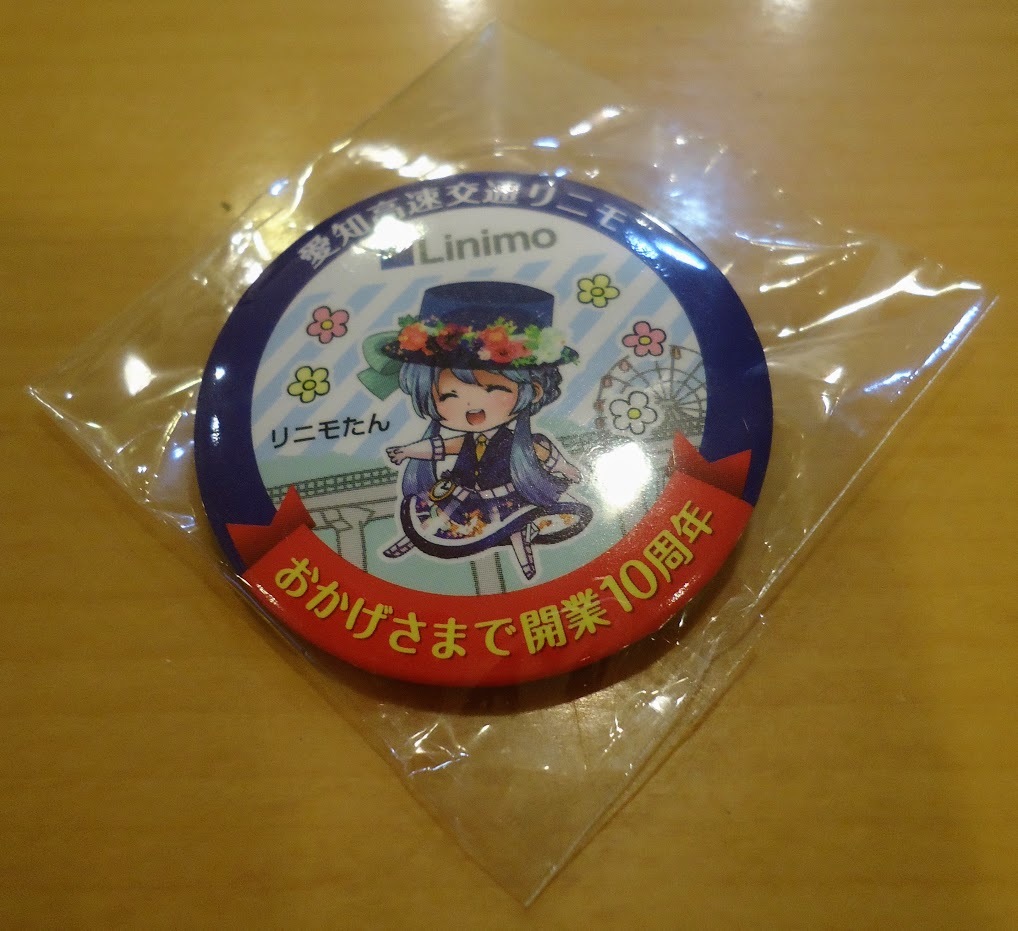 愛知高速交通リニモ
Linimo
リニモたん
おかげさまで開業10周年